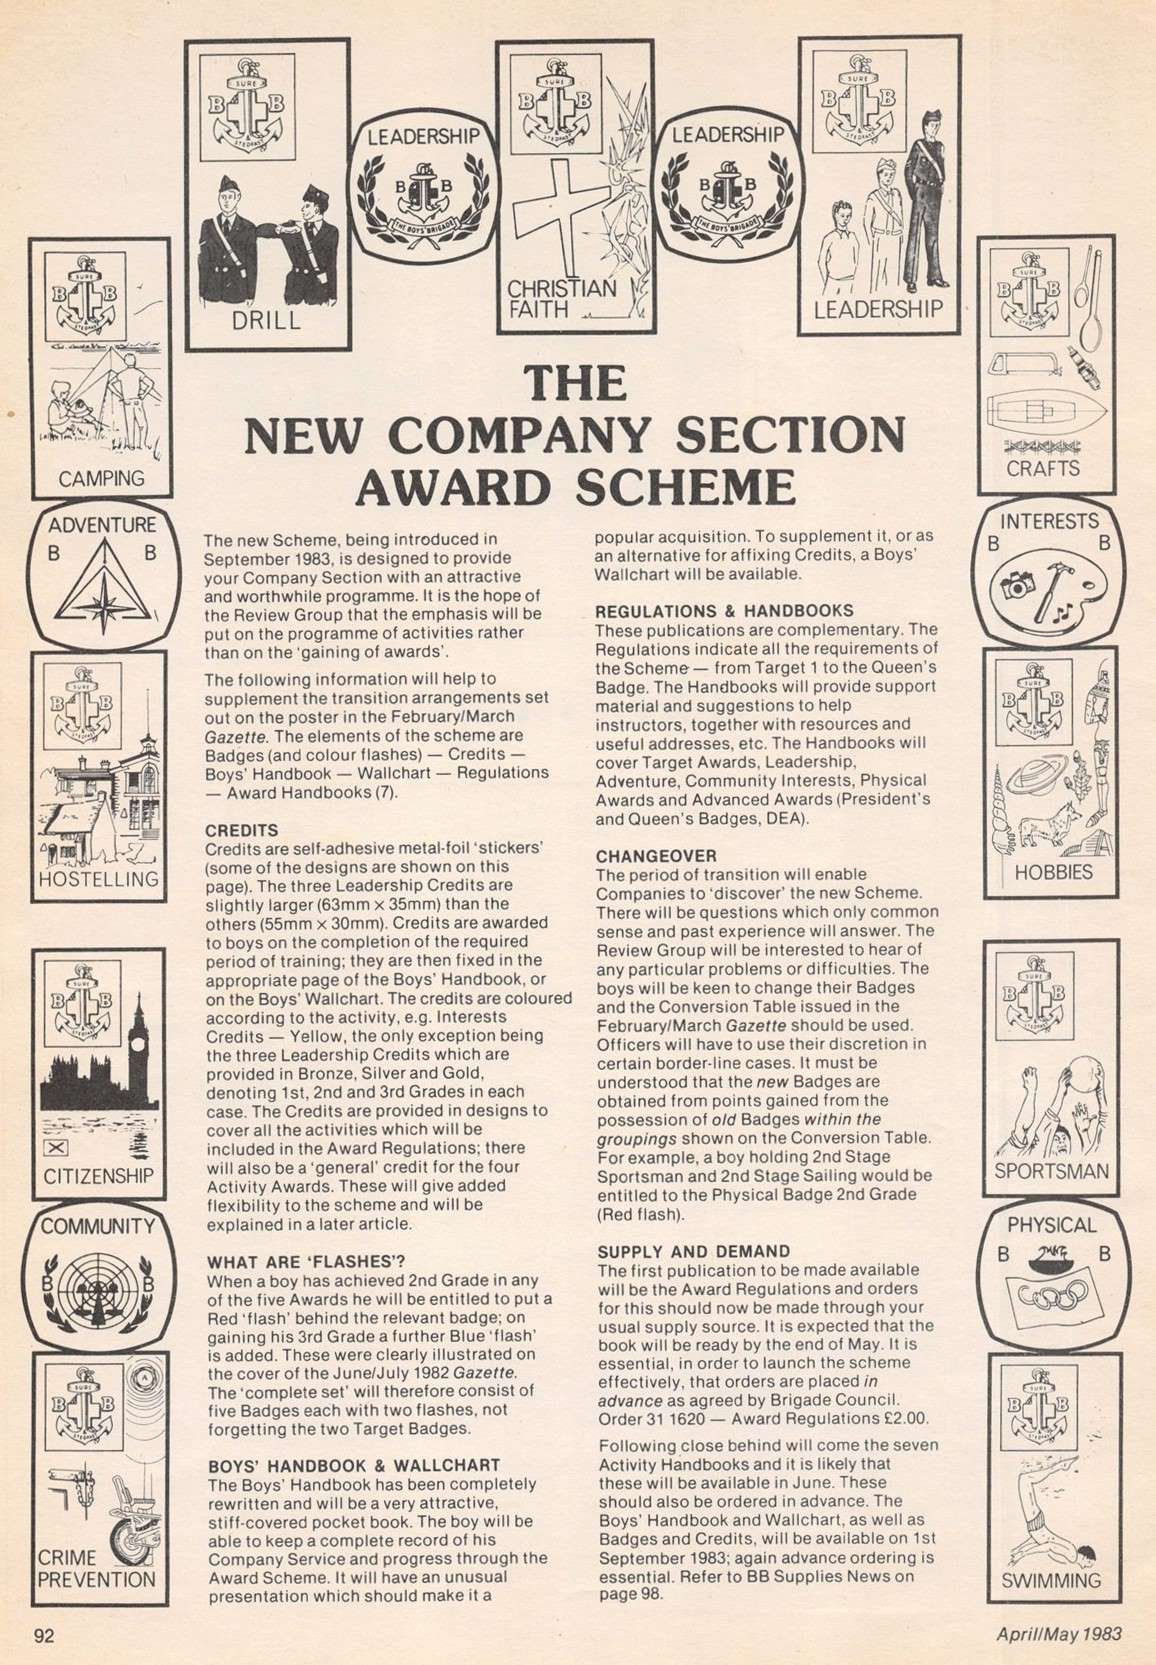 SURE
B B
& STEDFAST
DRILL
LEADERSHIP
B B
THE BOYS' BRIGADE
SURE
B B
& STEDFAST
CHRISTIAN
FAITH
LEADERSHIP
B B
THE BOYS' BRIGADE
SURE
B B
& STEDFAST
LEADERSHIP
SURE
B B
& STEDFAST
CAMPING
ADVENTURE
B B
SURE
B B
& STEDFAST
HOSTELLING
SURE
B B
& STEDFAST
CITIZENSHIP
COMMUNITY
B B
SURE
B B
& STEDFAST
A
CRIME
PREVENTION
THE
NEW COMPANY SECTION
AWARD SCHEME
The new Scheme, being introduced in
September 1983, is designed to provide
your Company Section with an attractive
and worthwhile programme. It is the hope of
the Review Group that the emphasis will be
put on the programme of activities rather
than on the 'gaining of awards'.
The following information will help to
supplement the transition arrangements set
out on the poster in the February/March
Gazette. The elements of the scheme are
Badges (and colour flashes) — Credits —
Boys' Handbook — Wallchart — Regulations
— Award Handbooks (7).
CREDITS
Credits are self-adhesive metal-foil 'stickers'
(some of the designs are shown on this
page). The three Leadership Credits are
slightly larger (63mm × 35mm) than the
others (55mm × 30mm). Credits are awarded
to boys on the completion of the required
period of training; they are then fixed in the
appropriate page of the Boys' Handbook, or
on the Boys' Wallchart. The credits are coloured
according to the activity, e.g. Interests
Credits — Yellow, the only exception being
the three Leadership Credits which are
provided in Bronze, Silver and Gold,
denoting 1st, 2nd and 3rd Grades in each
case. The Credits are provided in designs to
cover all the activities which will be
included in the Award Regulations; there
will also be a 'general' credit for the four
Activity Awards. These will give added
flexibility to the scheme and will be
explained in a later article.
WHAT ARE 'FLASHES'?
When a boy has achieved 2nd Grade in any
of the five Awards he will be entitled to put a
Red 'flash' behind the relevant badge; on
gaining his 3rd Grade a further Blue 'flash'
is added. These were clearly illustrated on
the cover of the June/July 1982 Gazette.
The 'complete set' will therefore consist of
five Badges each with two flashes, not
forgetting the two Target Badges.
BOYS' HANDBOOK & WALLCHART
The Boys' Handbook has been completely
rewritten and will be a very attractive,
stiff-covered pocket book. The boy will be
able to keep a complete record of his
Company Service and progress through the
Award Scheme. It will have an unusual
presentation which should make it a
popular acquisition. To supplement it, or as
an alternative for affixing Credits, a Boys'
Wallchart will be available.
REGULATIONS & HANDBOOKS
These publications are complementary. The
Regulations indicate all the requirements of
the Scheme — from Target 1 to the Queen's
Badge. The Handbooks will provide support
material and suggestions to help
instructors, together with resources and
useful addresses, etc. The Handbooks will
cover Target Awards, Leadership,
Adventure, Community Interests, Physical
Awards and Advanced Awards (President's
and Queen's Badges, DEA).
CHANGEOVER
The period of transition will enable
Companies to 'discover' the new Scheme.
There will be questions which only common
sense and past experience will answer. The
Review Group will be interested to hear of
any particular problems or difficulties. The
boys will be keen to change their Badges
and the Conversion Table issued in the
February/March Gazette should be used.
Officers will have to use their discretion in
certain border-line cases. It must be
understood that the new Badges are
obtained from points gained from the
possession of old Badges within the
groupings shown on the Conversion Table.
For example, a boy holding 2nd Stage
Sportsman and 2nd Stage Sailing would be
entitled to the Physical Badge 2nd Grade
(Red flash).
SUPPLY AND DEMAND
The first publication to be made available
will be the Award Regulations and orders
for this should now be made through your
usual supply source. It is expected that the
book will be ready by the end of May. It is
essential, in order to launch the scheme
effectively, that orders are placed in
advance as agreed by Brigade Council.
Order 31 1620 — Award Regulations £2.00.
Following close behind will come the seven
Activity Handbooks and it is likely that
these will be available in June. These
should also be ordered in advance. The
Boys' Handbook and Wallchart, as well as
Badges and Credits, will be available on 1st
September 1983; again advance ordering is
essential. Refer to BB Supplies News on
page 98.
SURE
B B
& STEDFAST
CRAFTS
INTERESTS
B B
SURE
B B
& STEDFAST
HOBBIES
SURE
B B
& STEDFAST
SPORTSMAN
PHYSICAL
B B
SURE
B B
& STEDFAST
SWIMMING
92
April/May 1983